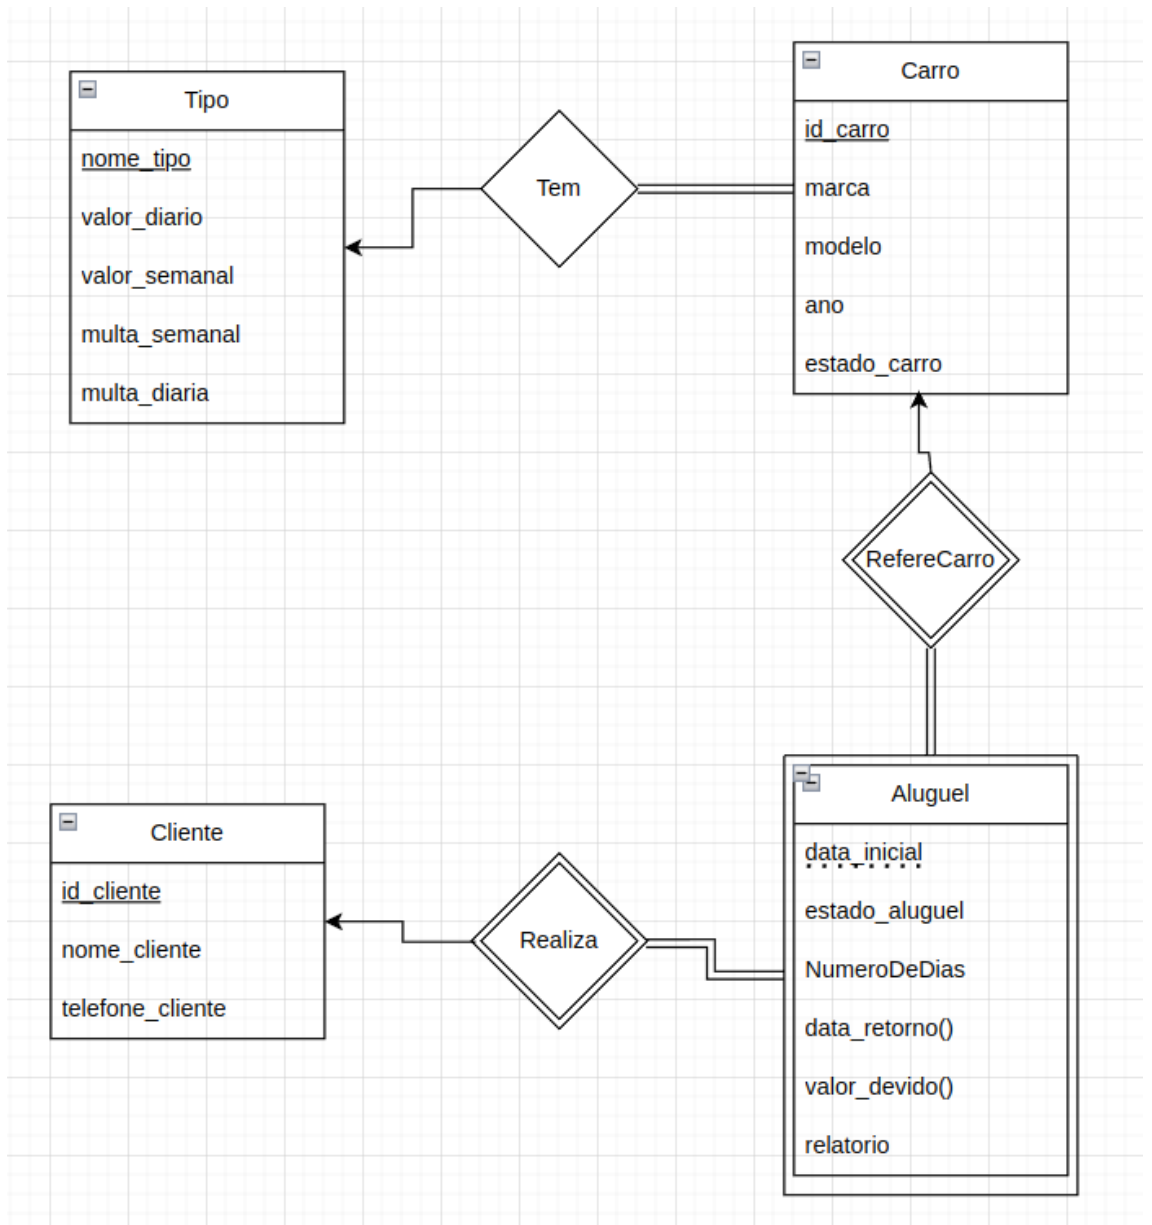 Tipo
nome_tipo
valor_diario
valor_semanal
multa_semanal
multa_diaria
Tem
Carro
id_carro
marca
modelo
ano
estado_carro
RefereCarro
Cliente
id_cliente
nome_cliente
telefone_cliente
Realiza
Aluguel
data_inicial
estado_aluguel
NumeroDeDias
data_retorno()
valor_devido()
relatorio